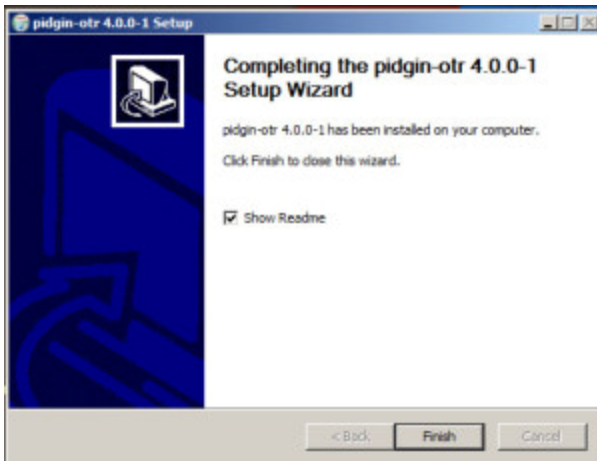 pidgin-otr 4.0.0-1 Setup
Completing the pidgin-otr 4.0.0-1
Setup Wizard
pidgin-otr 4.0.0-1 has been installed on your computer.
Click Finish to close this wizard.
Show Readme
< Back
Finish
Cancel